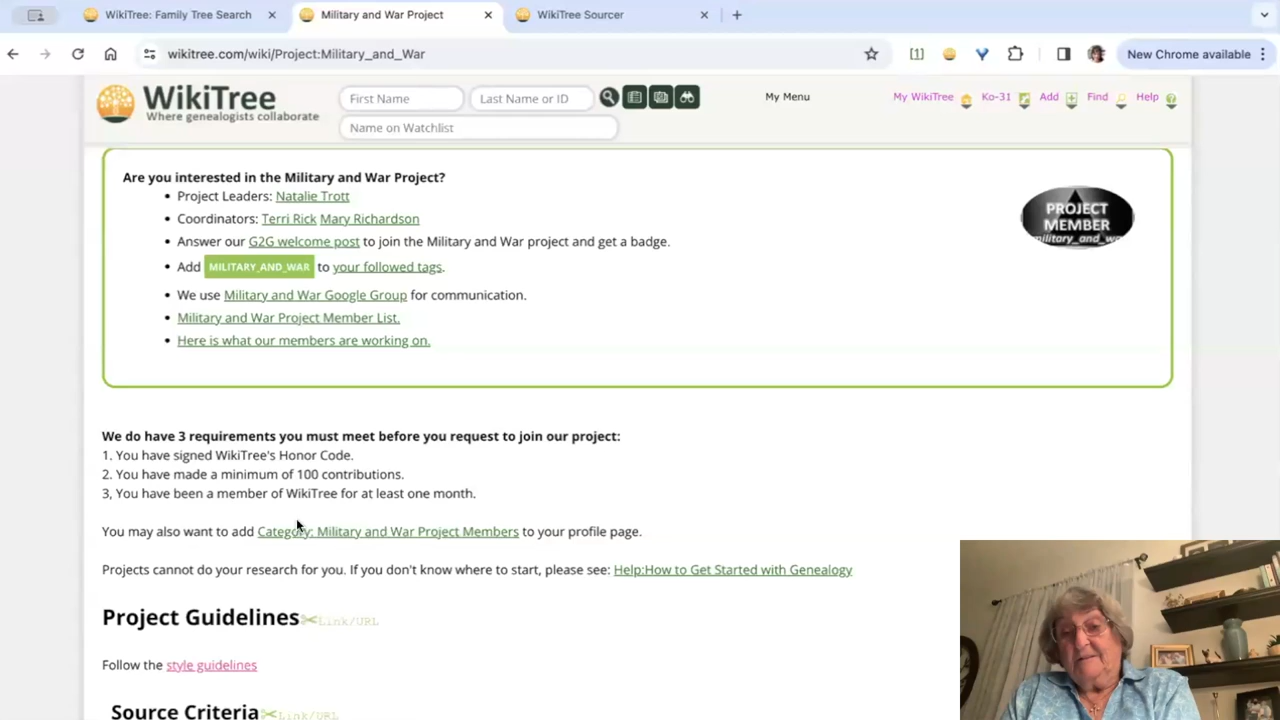 WikiTree: Family Tree Search
Military and War Project
WikiTree Sourcer
wikitree.com/wiki/Project:Military_and_War
[1]
New Chrome available
WikiTree
Where genealogists collaborate
First Name
Last Name or ID
Name on Watchlist
My Menu
My WikiTree
Ko-31
Add
Find
Help
Are you interested in the Military and War Project?
• Project Leaders: Natalie Trott
• Coordinators: Terri Rick Mary Richardson
• Answer our G2G welcome post to join the Military and War project and get a badge.
• Add MILITARY_AND_WAR to your followed tags.
• We use Military and War Google Group for communication.
• Military and War Project Member List.
• Here is what our members are working on.
PROJECT
MEMBER
military_and_wa
We do have 3 requirements you must meet before you request to join our project:
1. You have signed WikiTree's Honor Code.
2. You have made a minimum of 100 contributions.
3, You have been a member of WikiTree for at least one month.
You may also want to add Category: Military and War Project Members to your profile page.
Projects cannot do your research for you. If you don't know where to start, please see: Help:How to Get Started with Genealogy
Project Guidelines Link/URL
Follow the style guidelines
Source Criteria Link/URL